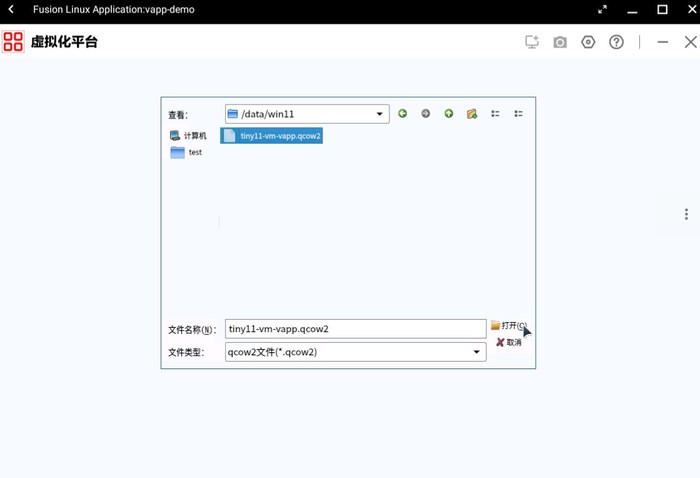 Fusion Linux Application:vapp-demo
虚拟化平台
查看:
/data/win11
计算机
test
tiny11-vm-vapp.qcow2
文件名称(N):
tiny11-vm-vapp.qcow2
打开(O)
文件类型:
qcow2文件(*.qcow2)
取消